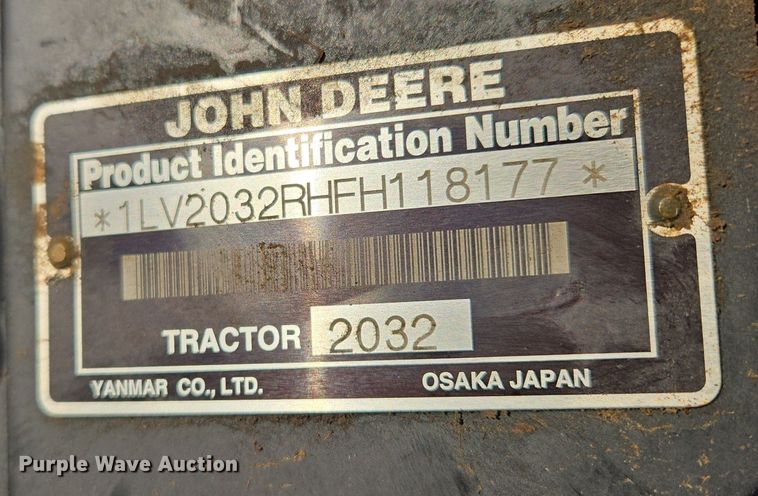 JOHN DEERE
Product Identification Number
*1LV2032RHFH118177*
TRACTOR 2032
YANMAR CO., LTD. OSAKA JAPAN
Purple Wave Auction